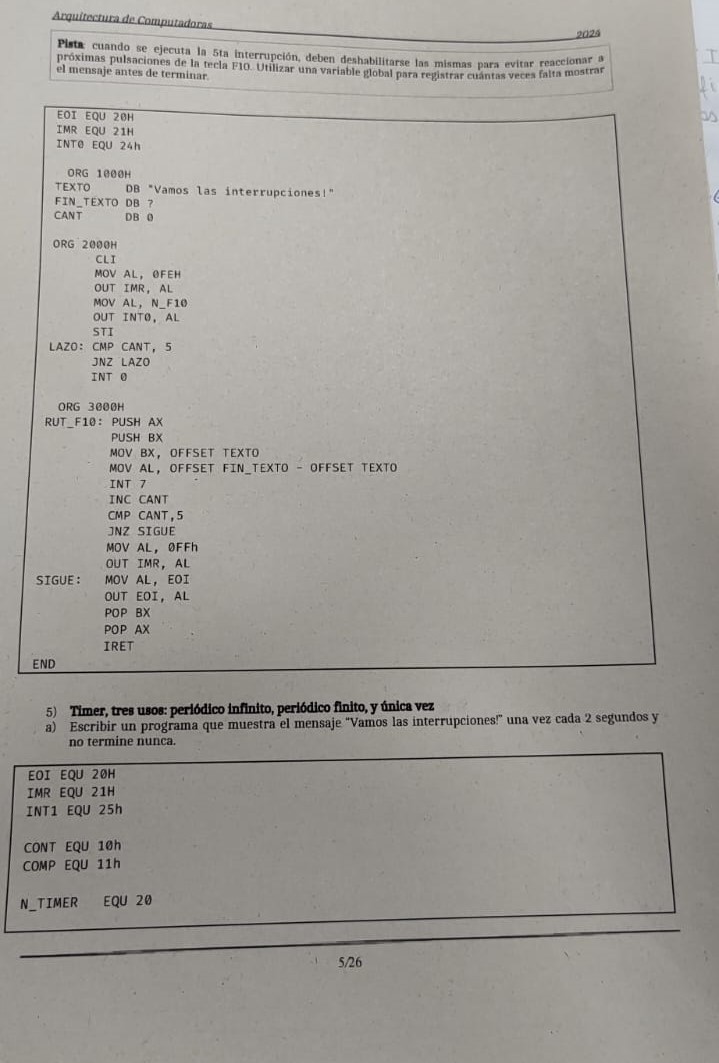 Arquitectura de Computadoras
2024
Pista: cuando se ejecuta la 5ta interrupción, deben deshabilitarse las mismas para evitar reaccionar a
próximas pulsaciones de la tecla F10. Utilizar una variable global para registrar cuántas veces falta mostrar
el mensaje antes de terminar.
EOI EQU 20H
IMR EQU 21H
INT0 EQU 24h
ORG 1000H
TEXTO DB "Vamos las interrupciones!"
FIN_TEXTO DB ?
CANT DB 0
ORG 2000H
CLI
MOV AL, 0FEH
OUT IMR, AL
MOV AL, N_F10
OUT INT0, AL
STI
LAZO: CMP CANT, 5
JNZ LAZO
INT 0
ORG 3000H
RUT_F10: PUSH AX
PUSH BX
MOV BX, OFFSET TEXTO
MOV AL, OFFSET FIN_TEXTO - OFFSET TEXTO
INT 7
INC CANT
CMP CANT,5
JNZ SIGUE
MOV AL, 0FFh
OUT IMR, AL
SIGUE: MOV AL, EOI
OUT EOI, AL
POP BX
POP AX
IRET
END
5) Timer, tres usos: periódico infinito, periódico finito, y única vez
a) Escribir un programa que muestra el mensaje "Vamos las interrupciones!" una vez cada 2 segundos y
no termine nunca.
EOI EQU 20H
IMR EQU 21H
INT1 EQU 25h
CONT EQU 10h
COMP EQU 11h
N_TIMER EQU 20
5/26